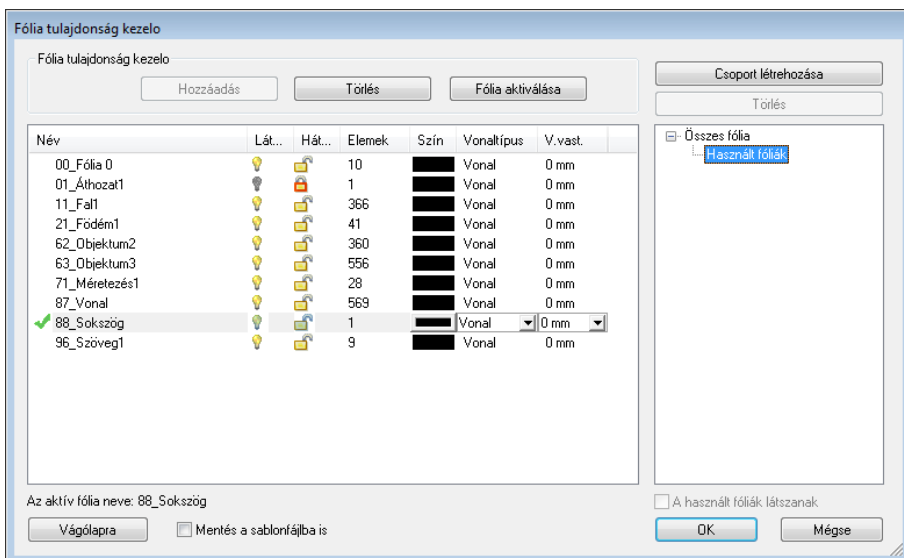 Fólia tulajdonság kezelo
Fólia tulajdonság kezelo
Hozzáadás Törlés Fólia aktiválása
Csoport létrehozása
Törlés
Név Lát... Hát... Elemek Szín Vonaltípus V.vast.
00_Fólia 0 10 Vonal 0 mm
01_Áthozat1 1 Vonal 0 mm
11_Fal1 366 Vonal 0 mm
21_Födém1 41 Vonal 0 mm
62_Objektum2 360 Vonal 0 mm
63_Objektum3 556 Vonal 0 mm
71_Méretezés1 28 Vonal 0 mm
87_Vonal 569 Vonal 0 mm
88_Sokszög 1 Vonal 0 mm
96_Szöveg1 9 Vonal 0 mm
Összes fólia
Használt fóliák
Az aktív fólia neve: 88_Sokszög
A használt fóliák látszanak
Vágólapra Mentés a sablonfájlba is
OK Mégse